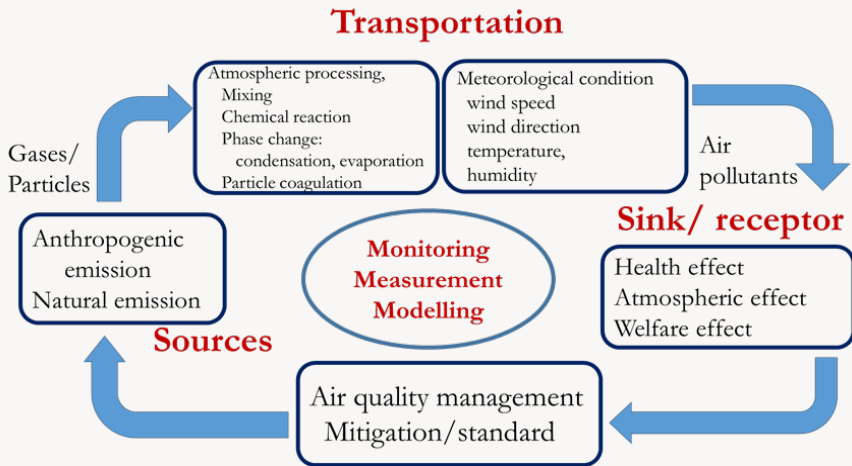 Transportation
Atmospheric processing,
Mixing
Chemical reaction
Phase change:
condensation, evaporation
Particle coagulation
Meteorological condition
wind speed
wind direction
temperature,
humidity
Gases/
Particles
Air
pollutants
Sink/ receptor
Anthropogenic
emission
Natural emission
Sources
Monitoring
Measurement
Modelling
Health effect
Atmospheric effect
Welfare effect
Air quality management
Mitigation/standard